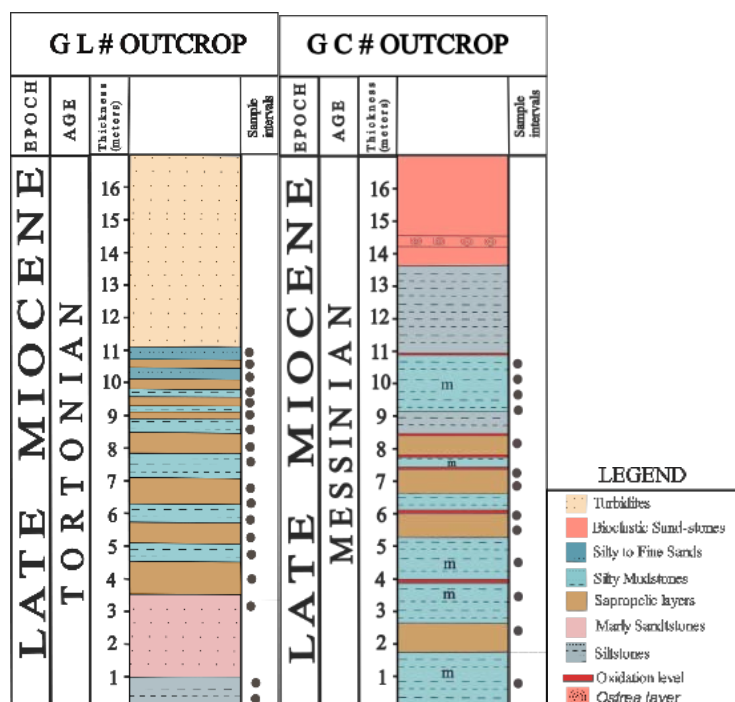 G L # OUTCROP
EPOCH
AGE
Thickness
(meters)
Sample
intervals
LATE MIOCENE
TORTONIAN
16
15
14
13
12
11
10
9
8
7
6
5
4
3
2
1
G C # OUTCROP
EPOCH
AGE
Thickness
(meters)
Sample
intervals
LATE MIOCENE
MESSINIAN
16
15
14
13
12
11
10
9
8
7
6
5
4
3
2
1
m
m
m
m
m
LEGEND
Turbidites
Bioclastic Sand-stones
Silty to Fine Sands
Silty Mudstones
Sapropelic layers
Marly Sandtstones
Siltstones
Oxidation level
Ostrea layer